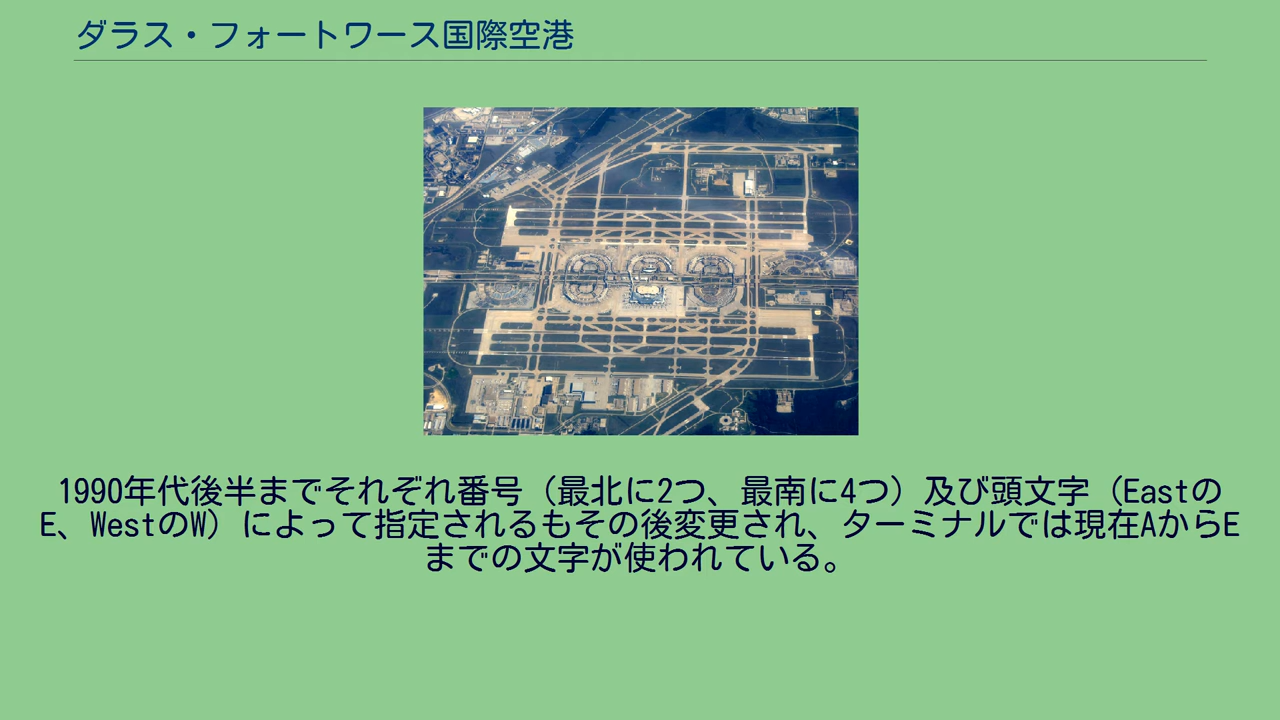 ダラス・フォートワース国際空港
1990年代後半までそれぞれ番号（最北に2つ、最南に4つ）及び頭文字（Eastの
E、WestのW）によって指定されるもその後変更され、ターミナルでは現在AからE
までの文字が使われている。